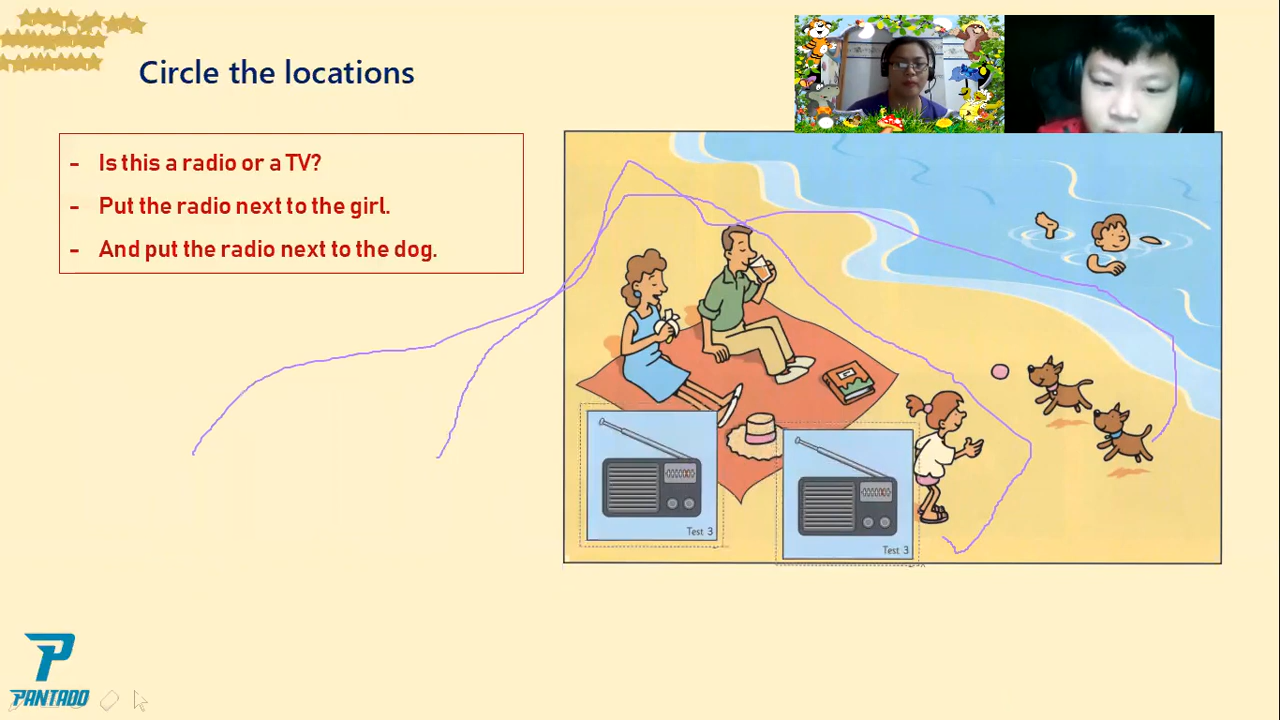 Circle the locations
- Is this a radio or a TV?
- Put the radio next to the girl.
- And put the radio next to the dog.
Test 3
Test 3
PANTADO